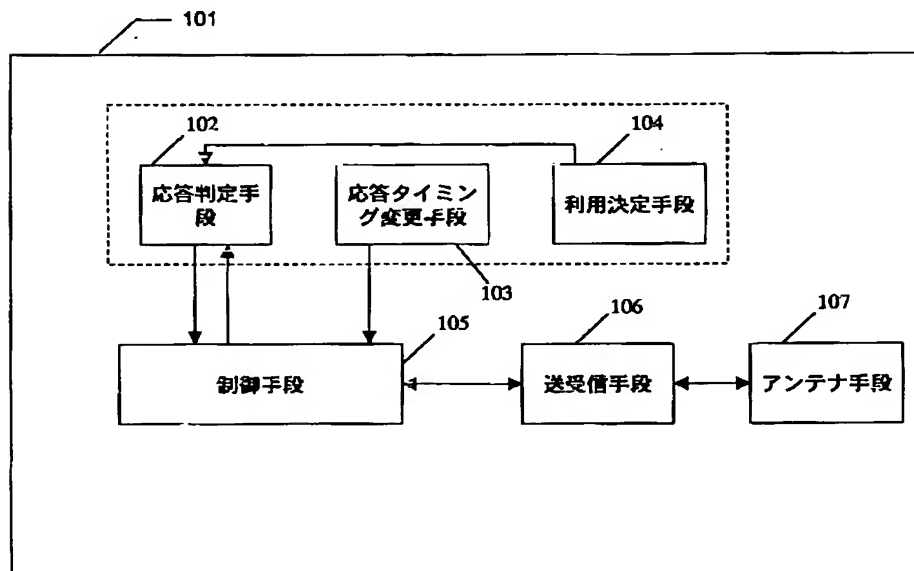 101
102
104
応答判定手
段
応答タイミン
グ変更手段
利用決定手段
103
105
106
107
制御手段
送受信手段
アンテナ手段